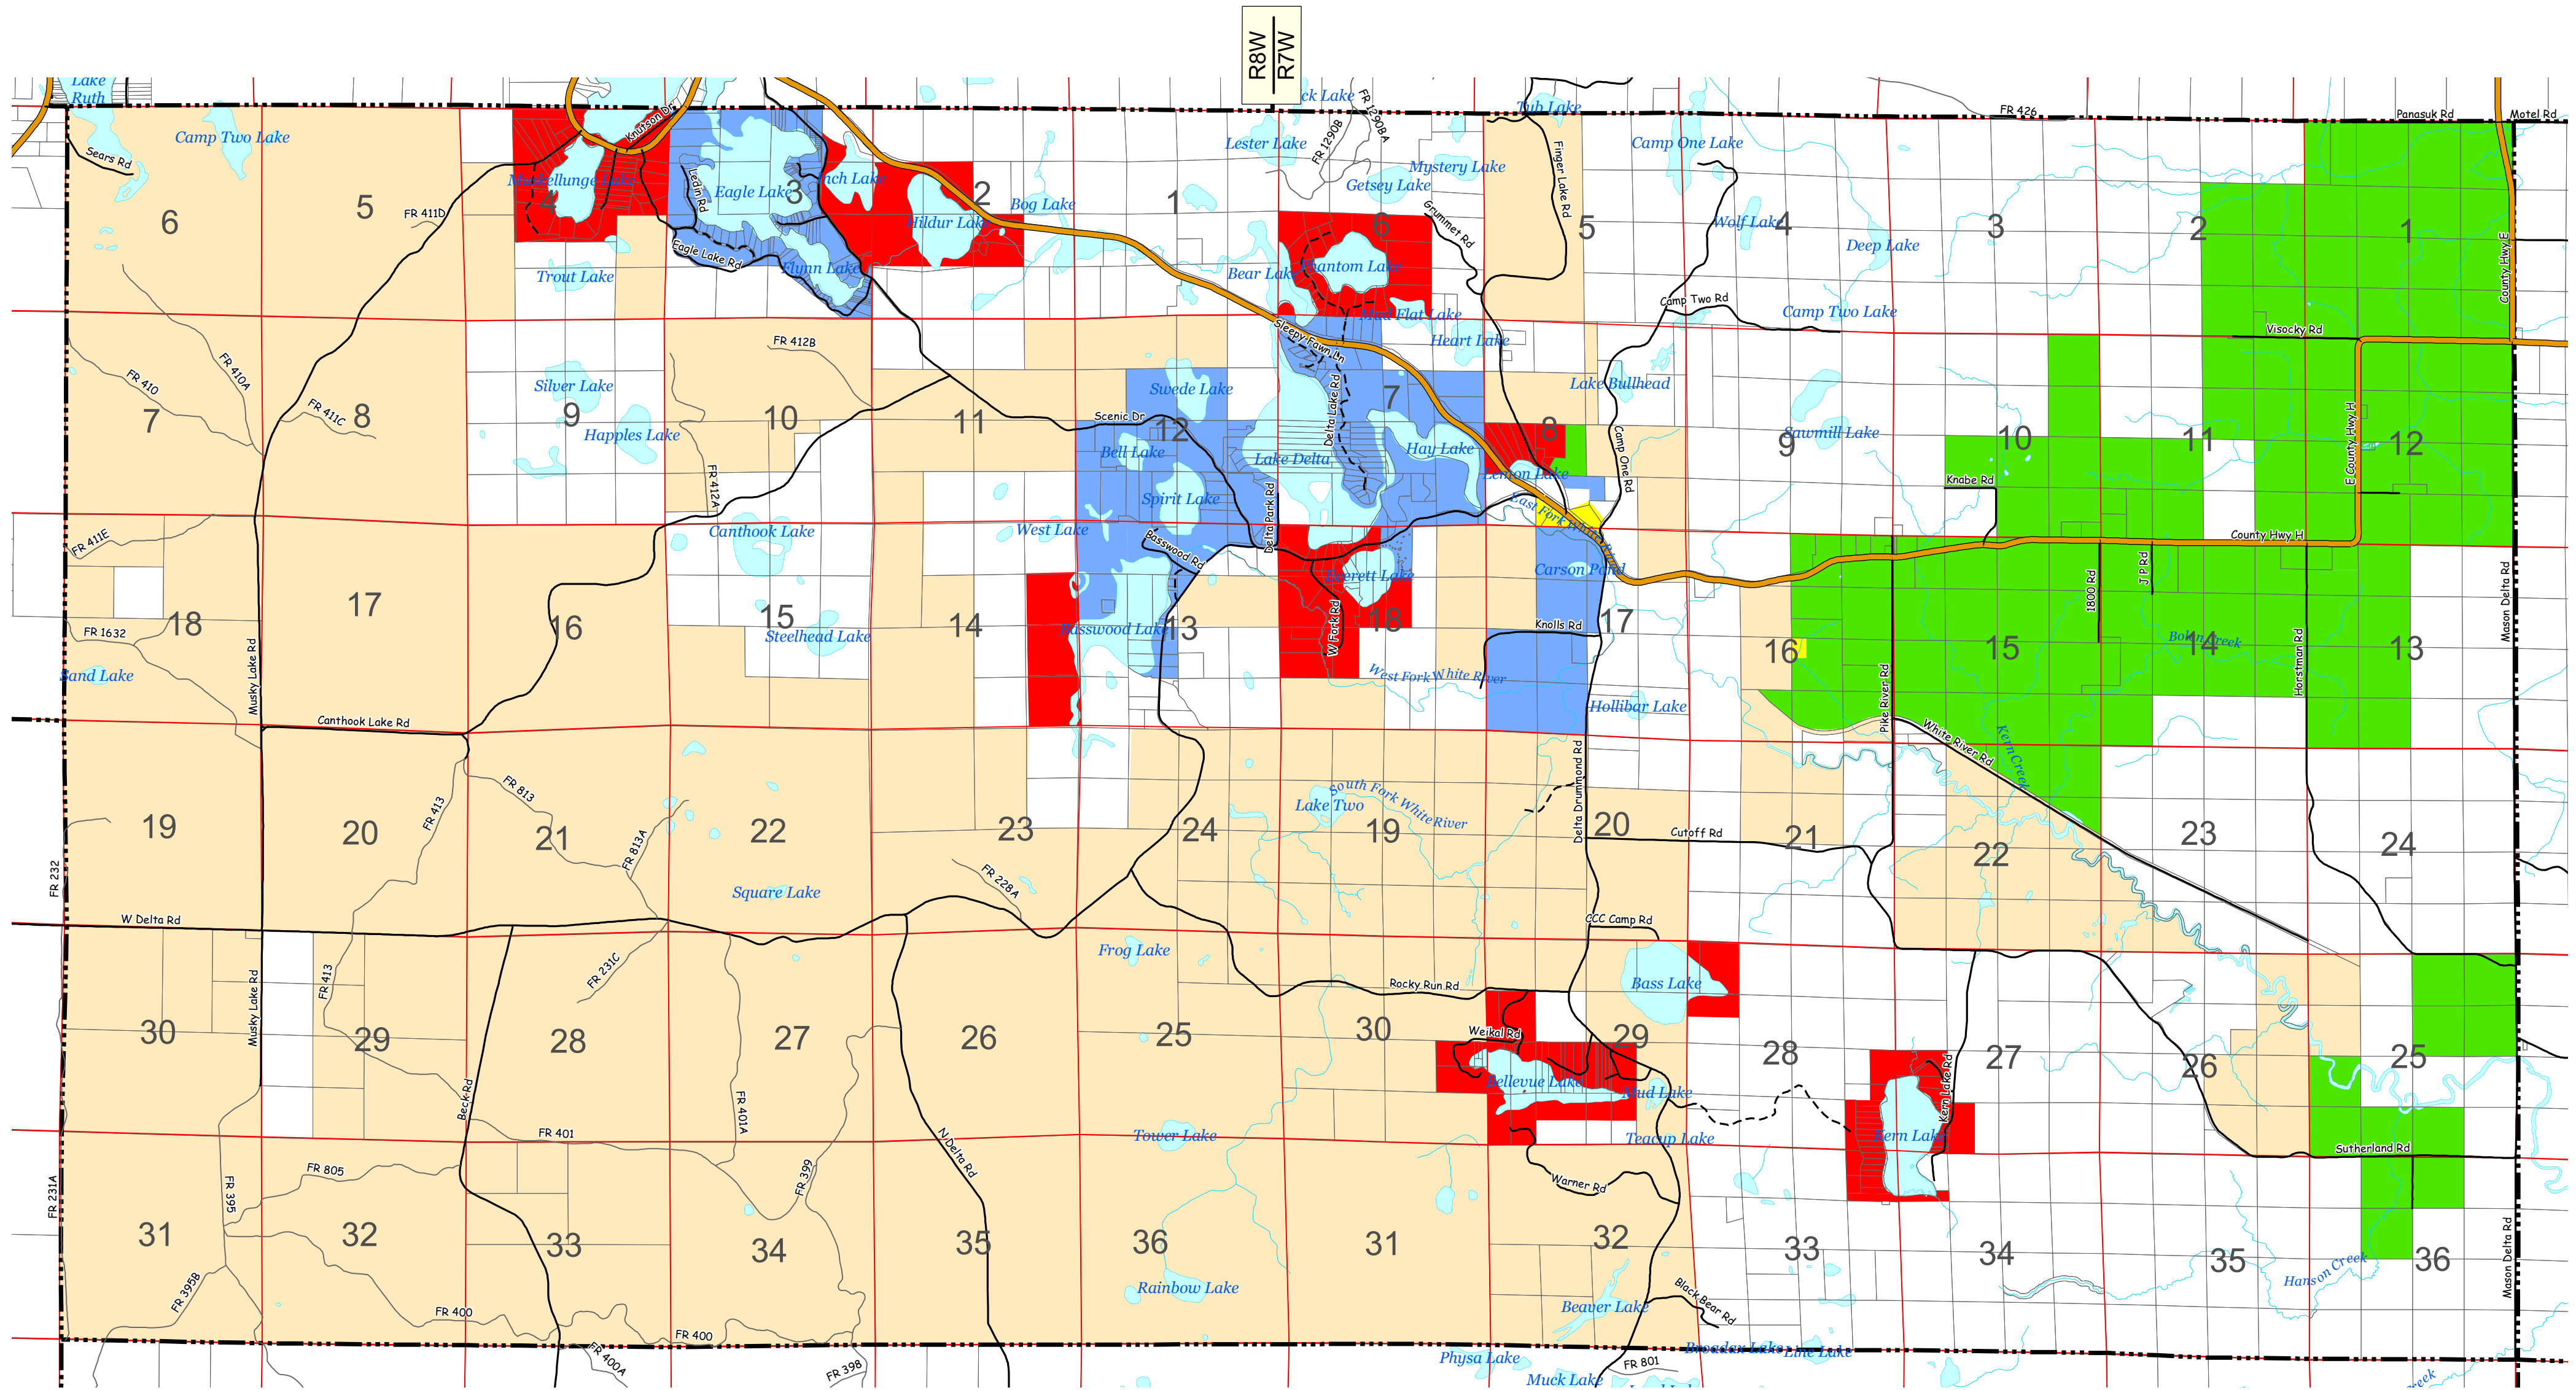 R8W
R7W
Lake
Ruth
Camp Two Lake
Sears Rd
Knutson Dr
Muskellunge Lake
Ledin Rd
Eagle Lake
Eagle Lake Rd
Flynn Lake
Inch Lake
Hildur Lake
Bog Lake
ck Lake
FR 1290B
FR 1290BA
Lester Lake
Mystery Lake
Getsey Lake
Grummet Rd
Tub Lake
Finger Lake Rd
Camp One Lake
Wolf Lake
Deep Lake
FR 426
Panasuk Rd
Motel Rd
County Hwy E
6
5
4
3
2
1
6
5
4
3
2
1
FR 411D
Trout Lake
Bear Lake
Phantom Lake
Mud Flat Lake
Heart Lake
Camp Two Rd
Camp Two Lake
Visocky Rd
Sleepy Fawn Ln
FR 410
FR 410A
FR 411C
Silver Lake
Happles Lake
FR 412B
FR 412A
Scenic Dr
Swede Lake
Bell Lake
Spirit Lake
Lake Delta
Delta Lake Rd
Delta Park Rd
Hay Lake
Lake Bullhead
Camp One Rd
Lemon Lake
East Fork White River
Sawmill Lake
Knabe Rd
E County Hwy H
County Hwy H
7
8
9
10
11
12
7
8
9
10
11
12
FR 411E
FR 1632
Sand Lake
Musky Lake Rd
Canthook Lake Rd
Canthook Lake
Steelhead Lake
West Lake
Basswood Rd
Basswood Lake
Everett Lake
W Fork Rd
West Fork White River
Carson Pond
Knolls Rd
Hollibar Lake
Pike River Rd
1800 Rd
J P Rd
Horstman Rd
Mason Delta Rd
White River Rd
Kern Creek
18
17
16
15
14
13
18
17
16
15
14
13
FR 232
FR 413
FR 813
FR 813A
Square Lake
FR 228A
Lake Two
South Fork White River
Delta Drummond Rd
Cutoff Rd
CCC Camp Rd
W Delta Rd
19
20
21
22
23
24
19
20
21
22
23
24
Musky Lake Rd
FR 413
FR 231C
Beck Rd
FR 401A
FR 401
Frog Lake
Rocky Run Rd
Weikal Rd
Bellevue Lake
Bass Lake
Mud Lake
Teacup Lake
Kern Lake Rd
Kern Lake
Tower Lake
Sutherland Rd
30
29
28
27
26
25
30
29
28
27
26
25
FR 231A
FR 395
FR 805
FR 395B
FR 399
FR 400
FR 400
FR 400A
FR 398
N Delta Rd
Rainbow Lake
Warner Rd
Beaver Lake
Black Bear Rd
Hanson Creek
Mason Delta Rd
31
32
33
34
35
36
31
32
33
34
35
36
Physa Lake
Muck Lake
FR 801
Line Lake
reek